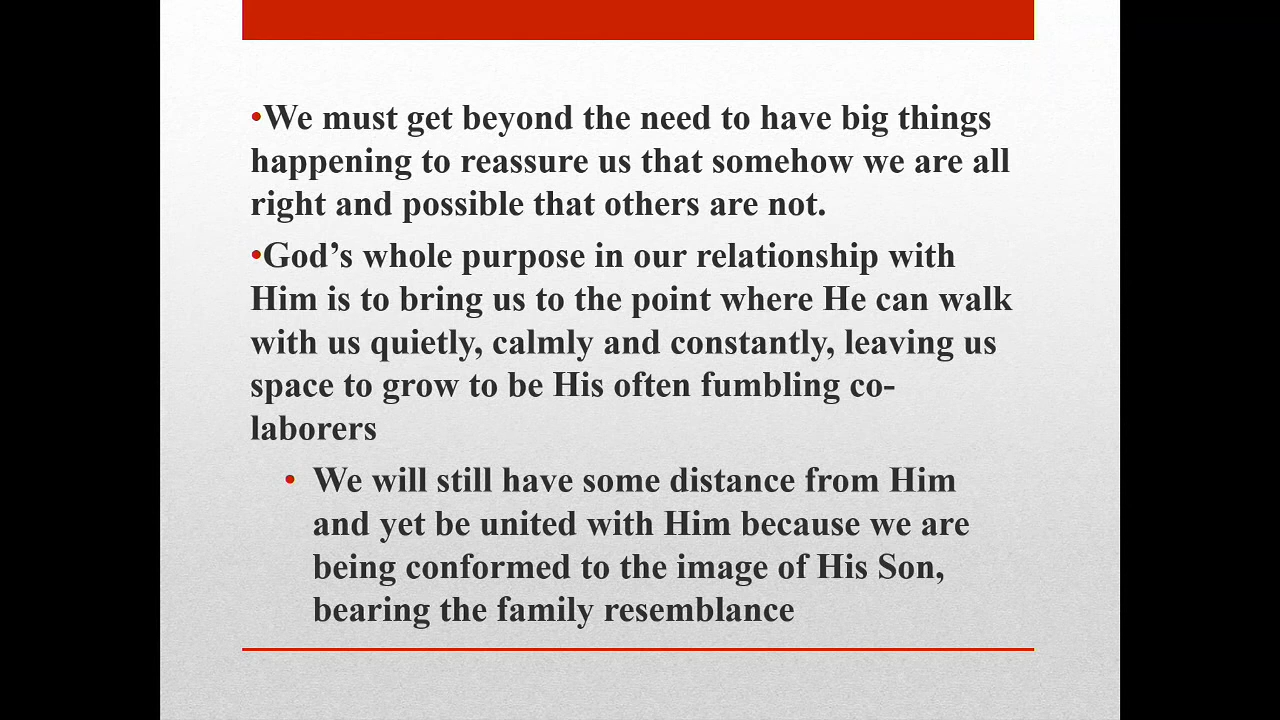 •We must get beyond the need to have big things
happening to reassure us that somehow we are all
right and possible that others are not.
•God’s whole purpose in our relationship with
Him is to bring us to the point where He can walk
with us quietly, calmly and constantly, leaving us
space to grow to be His often fumbling co-
laborers
• We will still have some distance from Him
and yet be united with Him because we are
being conformed to the image of His Son,
bearing the family resemblance